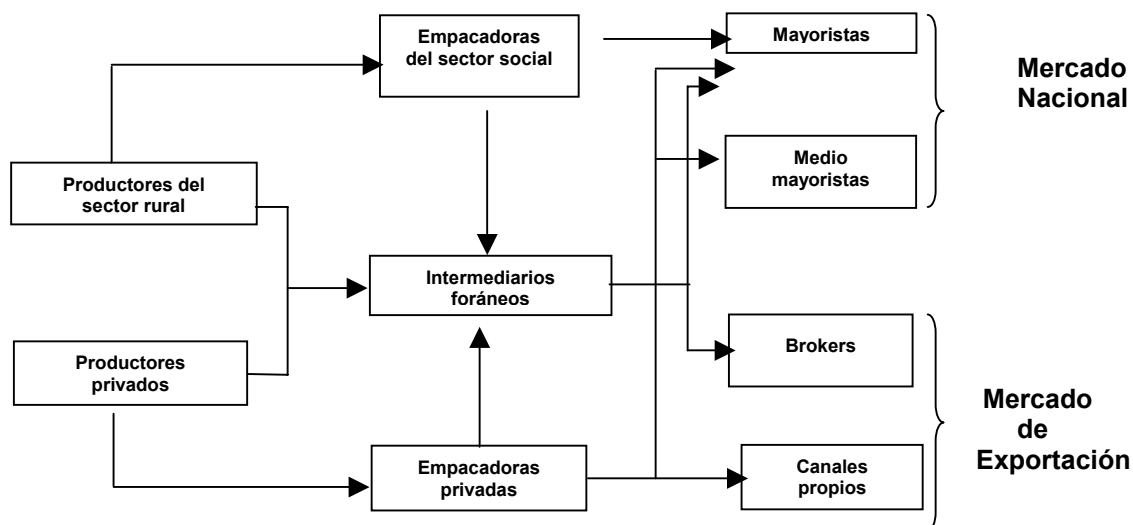 Empacadoras
del sector social
Mayoristas
Mercado
Nacional
Medio
mayoristas
Productores del
sector rural
Intermediarios
foráneos
Productores
privados
Brokers
Mercado
de
Exportación
Empacadoras
privadas
Canales
propios